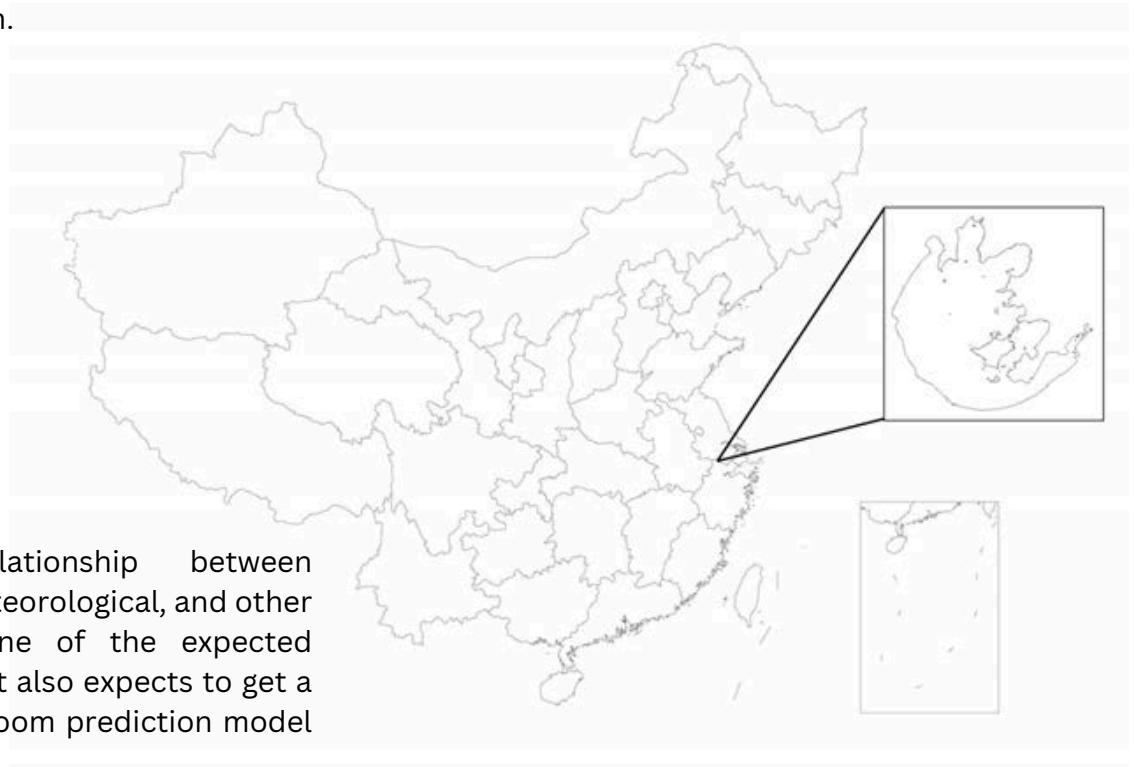 n.
lationship between
teorological, and other
ne of the expected
t also expects to get a
oom prediction model